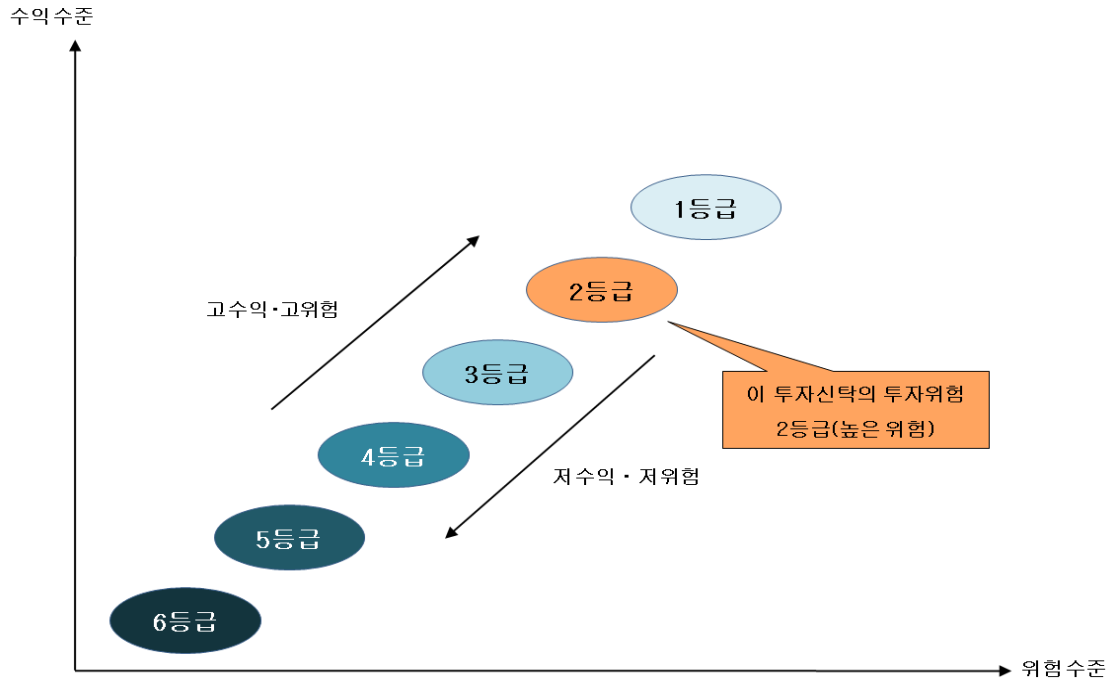 수익수준
1등급
2등급
고수익·고위험
3등급
이 투자신탁의 투자위험
2등급(높은 위험)
4등급
저수익 · 저위험
5등급
6등급
위험수준